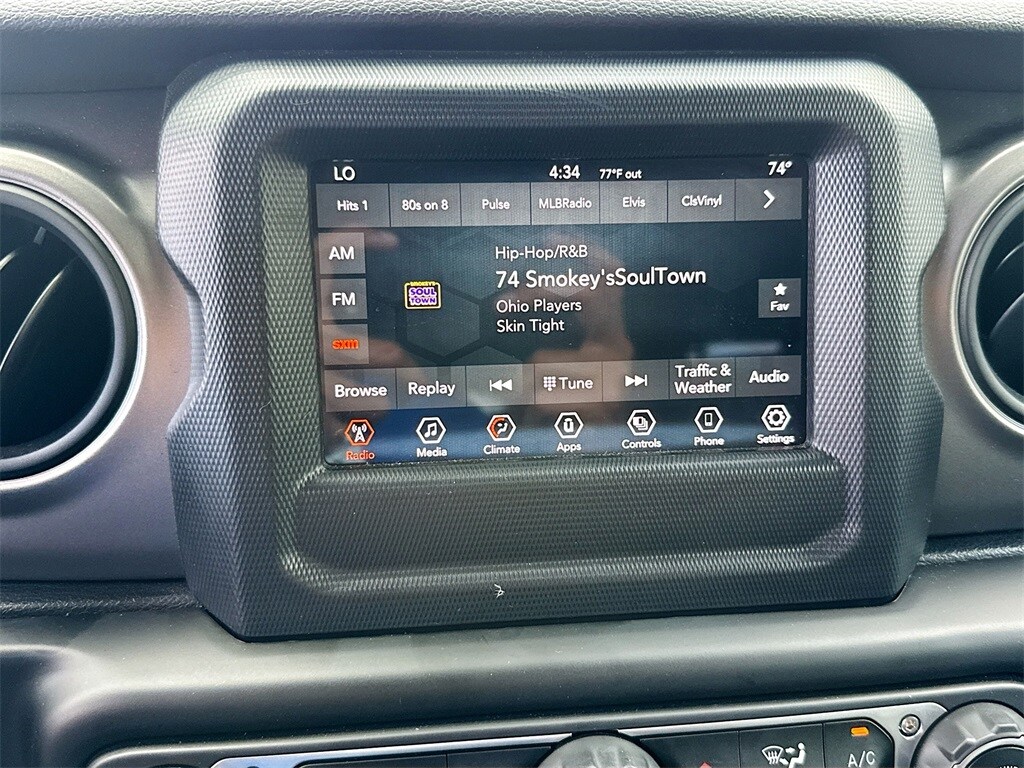 LO 4:34 77°F out 74°
Hits 1 80s on 8 Pulse MLBRadio Elvis ClsVinyl
AM
FM
sxm
SMOKEY'S
SOUL
TOWN
Hip-Hop/R&B
74 Smokey'sSoulTown
Ohio Players
Skin Tight
Fav
Browse Replay Tune Traffic &
Weather Audio
Radio Media Climate Apps Controls Phone Settings
A/C